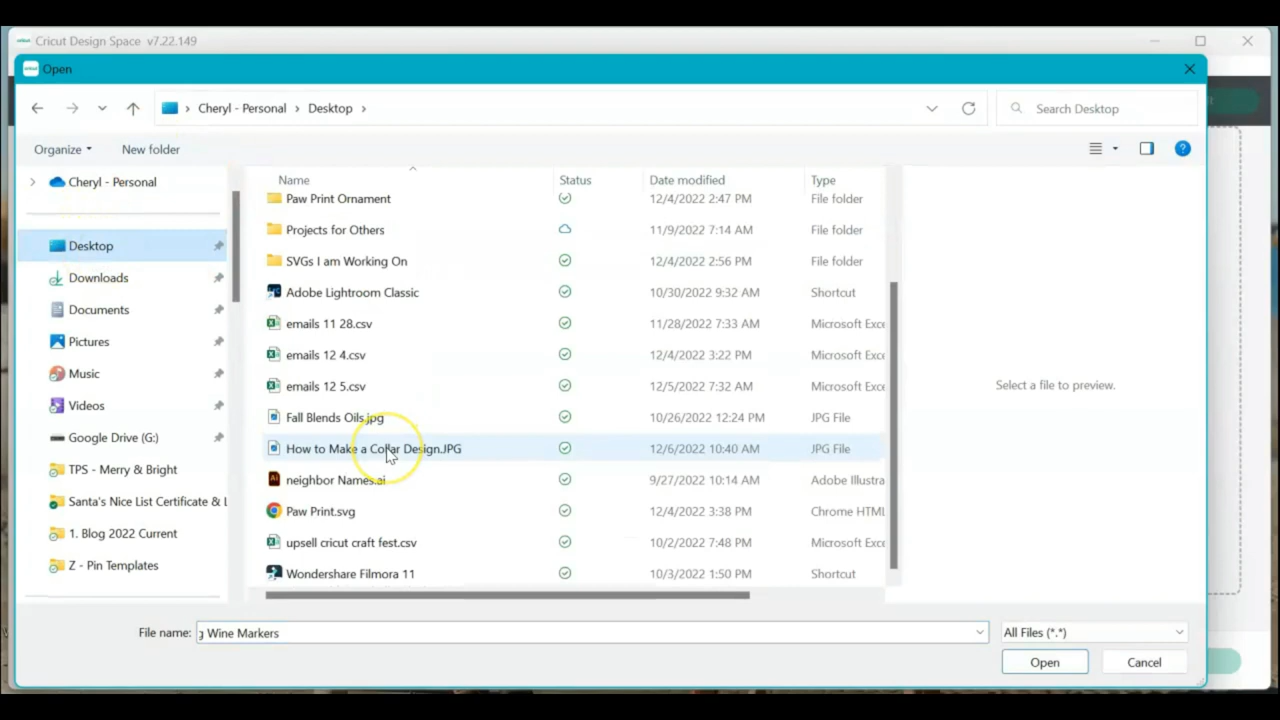 Cricut Design Space v7.22.149
Open
Cheryl - Personal
Desktop
Search Desktop
Organize
New folder
Cheryl - Personal
Desktop
Downloads
Documents
Pictures
Music
Videos
Google Drive (G:)
TPS - Merry & Bright
Santa's Nice List Certificate & L
1. Blog 2022 Current
Z - Pin Templates
Name Status Date modified Type
Paw Print Ornament 12/4/2022 2:47 PM File folder
Projects for Others 11/9/2022 7:14 AM File folder
SVGs I am Working On 12/4/2022 2:56 PM File folder
Adobe Lightroom Classic 10/30/2022 9:32 AM Shortcut
emails 11 28.csv 11/28/2022 7:33 AM Microsoft Exce
emails 12 4.csv 12/4/2022 3:22 PM Microsoft Exce
emails 12 5.csv 12/5/2022 7:32 AM Microsoft Exce
Fall Blends Oils.jpg 10/26/2022 12:24 PM JPG File
How to Make a Collar Design.JPG 12/6/2022 10:40 AM JPG File
neighbor Names.ai 9/27/2022 10:14 AM Adobe Illustra
Paw Print.svg 12/4/2022 3:38 PM Chrome HTML
upsell cricut craft fest.csv 10/2/2022 7:48 PM Microsoft Exce
Wondershare Filmora 11 10/3/2022 1:50 PM Shortcut
Select a file to preview.
File name: g Wine Markers
All Files (*.*)
Open
Cancel